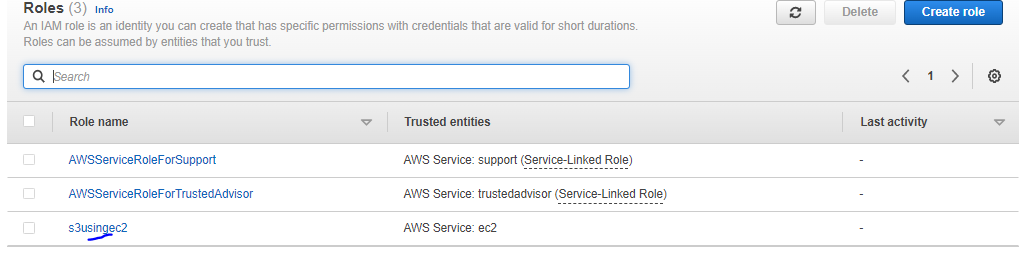 Roles (3) Info
Delete
Create role
An IAM role is an identity you can create that has specific permissions with credentials that are valid for short durations.
Roles can be assumed by entities that you trust.
Search
1
Role name
Trusted entities
Last activity
AWSServiceRoleForSupport
AWS Service: support (Service-Linked Role)
-
AWSServiceRoleForTrustedAdvisor
AWS Service: trustedadvisor (Service-Linked Role)
-
s3usingec2
AWS Service: ec2
-